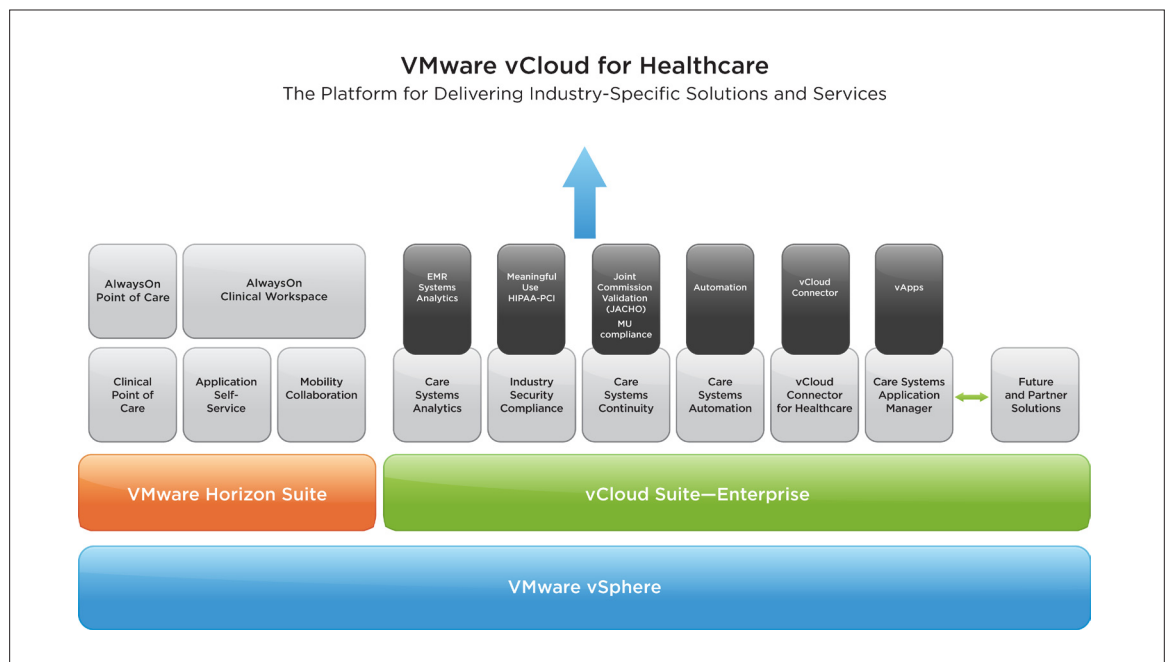 VMware vCloud for Healthcare
The Platform for Delivering Industry-Specific Solutions and Services
AlwaysOn
Point of Care
AlwaysOn
Clinical Workspace
EMR
Systems
Analytics
Meaningful
Use
HIPAA-PCI
Joint
Commission
Validation
(JACHO)
MU
compliance
Automation
vCloud
Connector
vApps
Clinical
Point of
Care
Application
Self-
Service
Mobility
Collaboration
Care
Systems
Analytics
Industry
Security
Compliance
Care
Systems
Continuity
Care
Systems
Automation
vCloud
Connector
for Healthcare
Care Systems
Application
Manager
Future
and Partner
Solutions
VMware Horizon Suite
vCloud Suite—Enterprise
VMware vSphere